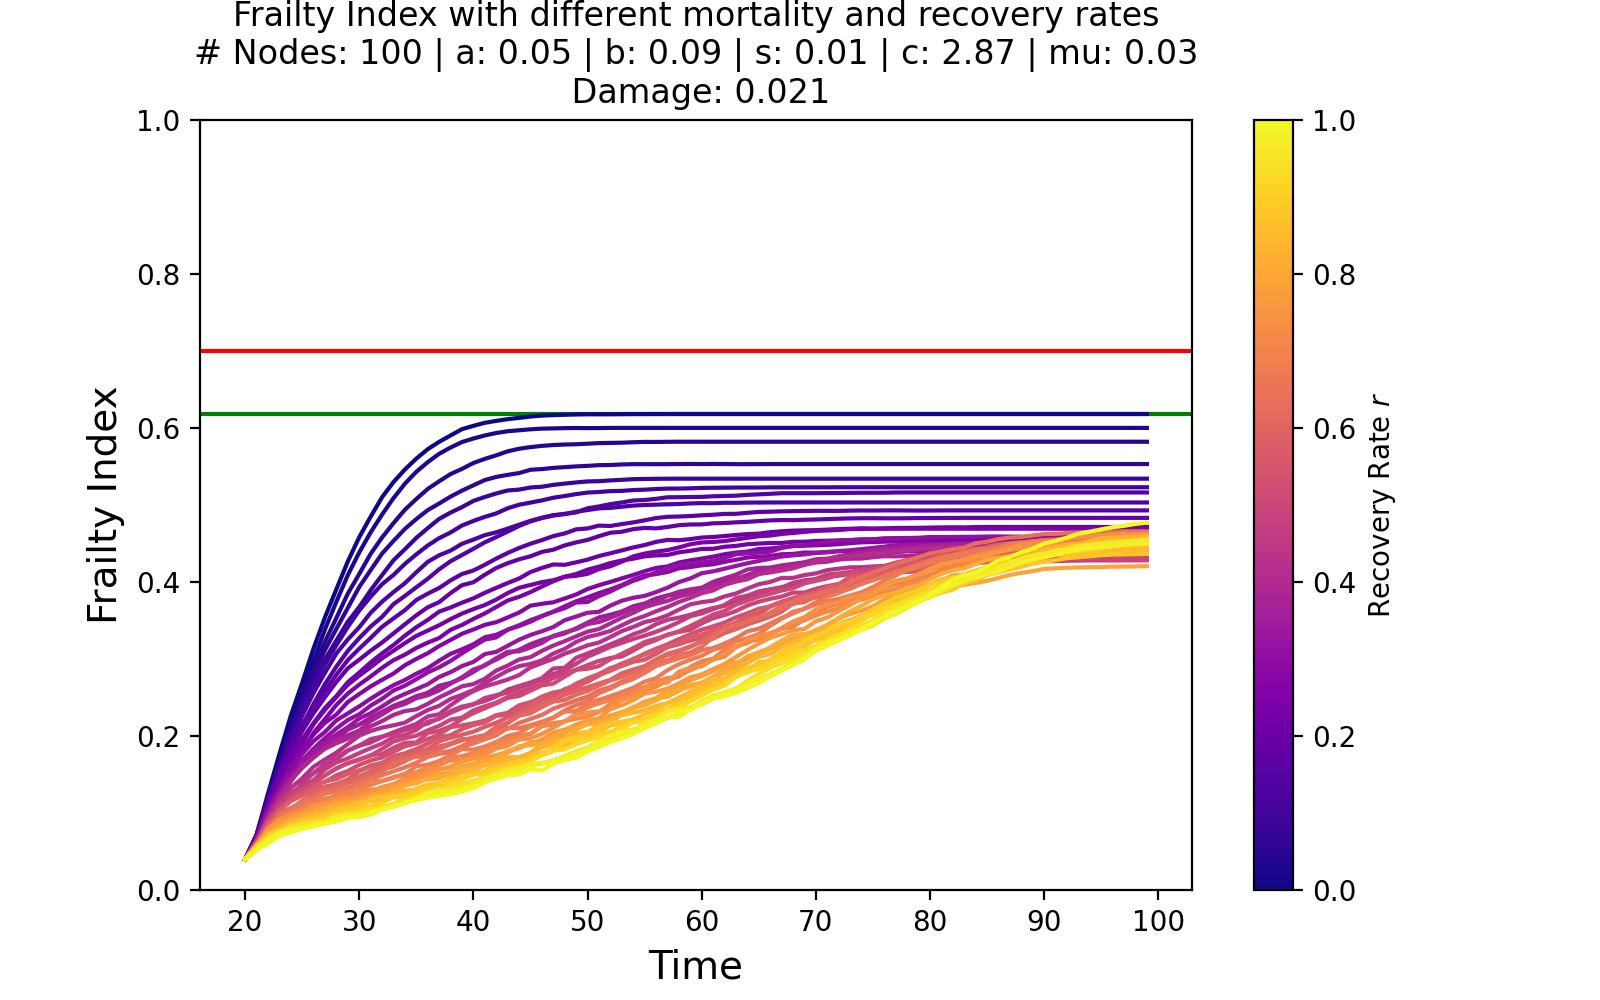 Frailty Index with different mortality and recovery rates
# Nodes: 100 | a: 0.05 | b: 0.09 | s: 0.01 | c: 2.87 | mu: 0.03
Damage: 0.021
1.0
0.8
0.6
0.4
0.2
0.0
Frailty Index
20 30 40 50 60 70 80 90 100
Time
1.0
0.8
0.6
0.4
0.2
0.0
Recovery Rate r